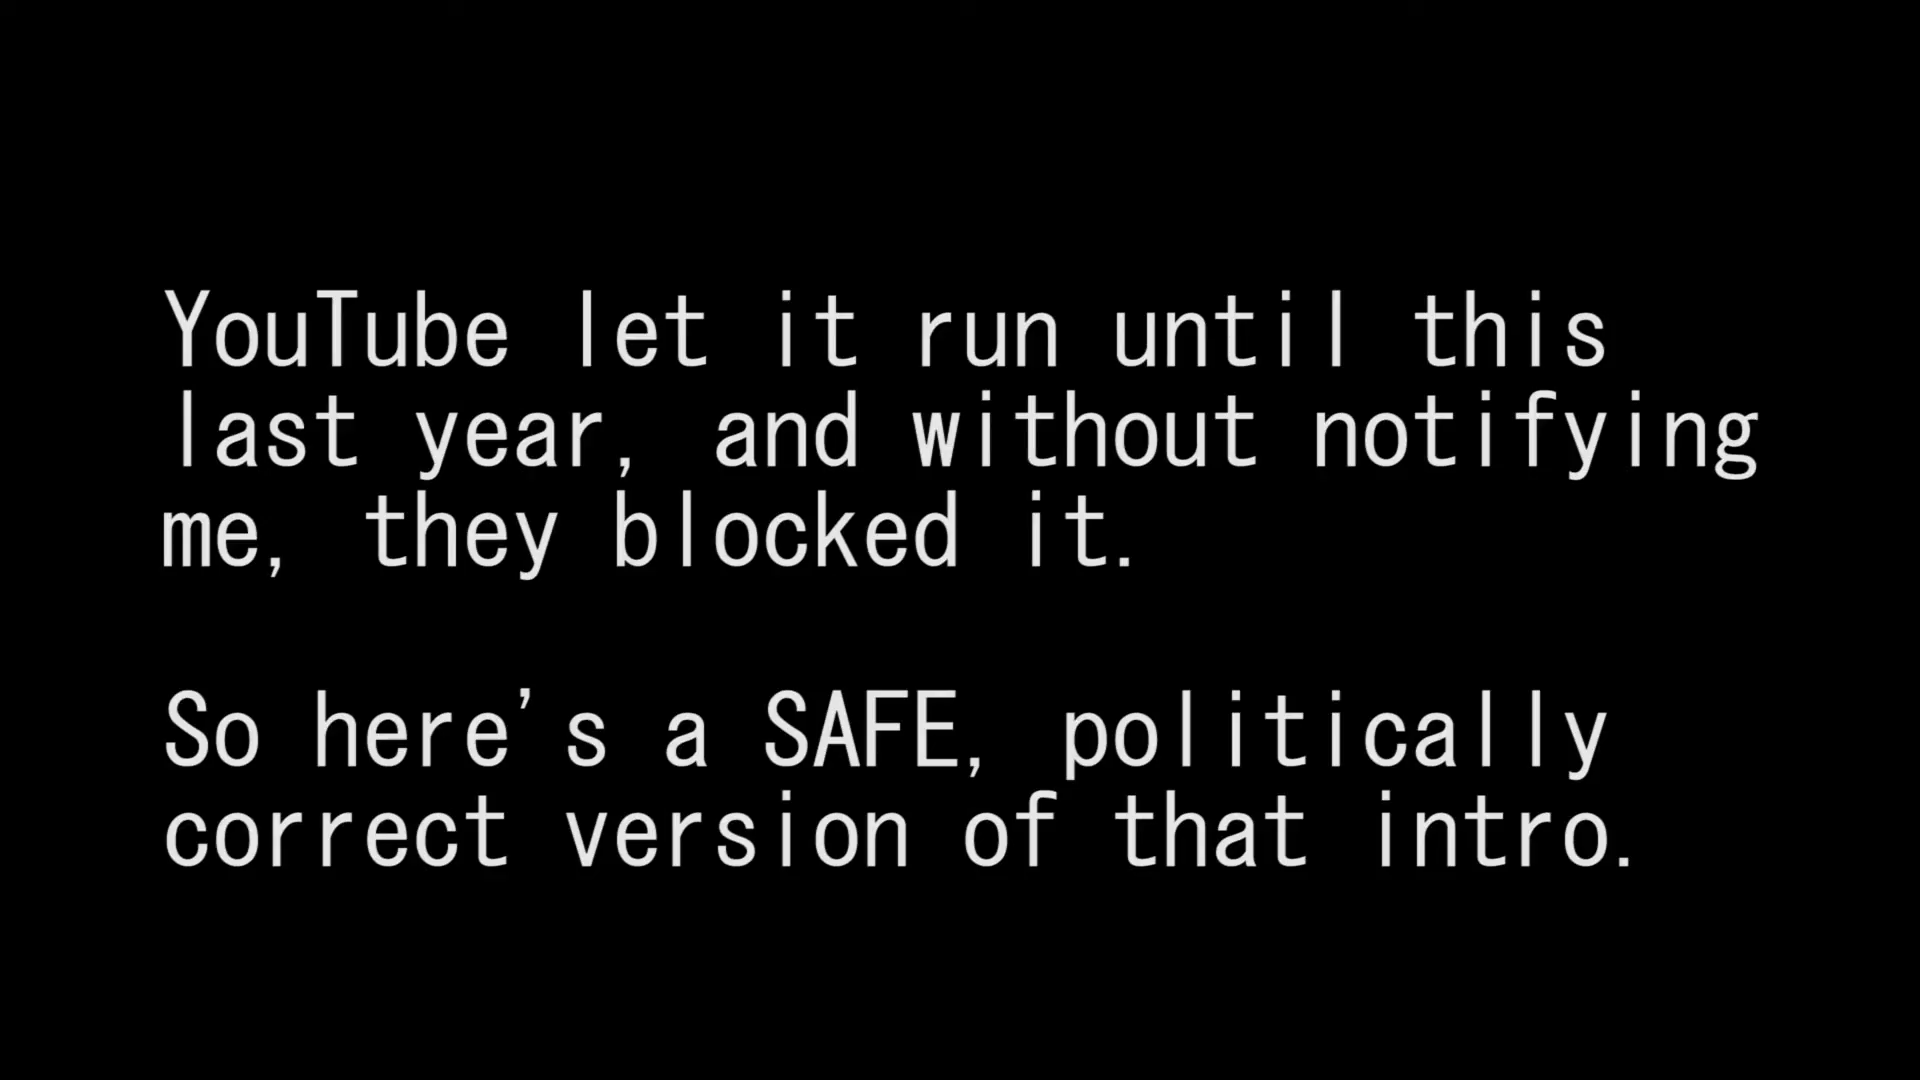 YouTube let it run until this
last year, and without notifying
me, they blocked it.
So here's a SAFE, politically
correct version of that intro.